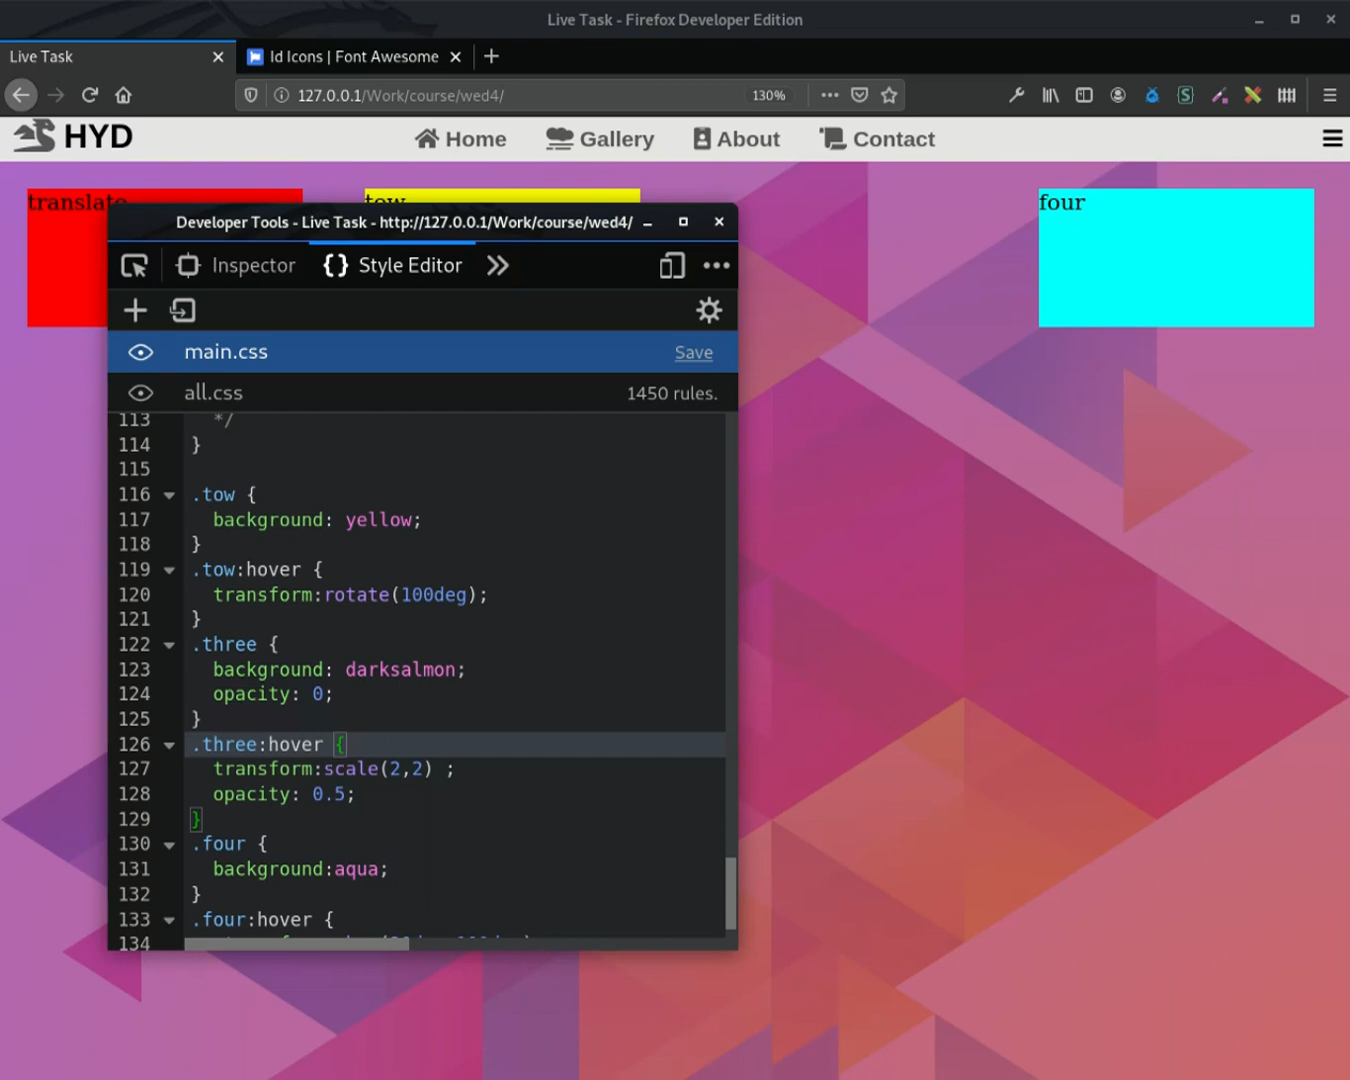 Live Task - Firefox Developer Edition
Live Task
Id Icons | Font Awesome
127.0.0.1/Work/course/wed4/
130%
HYD
Home
Gallery
About
Contact
translate
tow
four
Developer Tools - Live Task - http://127.0.0.1/Work/course/wed4/
Inspector
{} Style Editor
main.css
Save
all.css
1450 rules.
113 */
114 }
115
116 .tow {
117 background: yellow;
118 }
119 .tow:hover {
120 transform:rotate(100deg);
121 }
122 .three {
123 background: darksalmon;
124 opacity: 0;
125 }
126 .three:hover {
127 transform:scale(2,2) ;
128 opacity: 0.5;
129 }
130 .four {
131 background:aqua;
132 }
133 .four:hover {
134